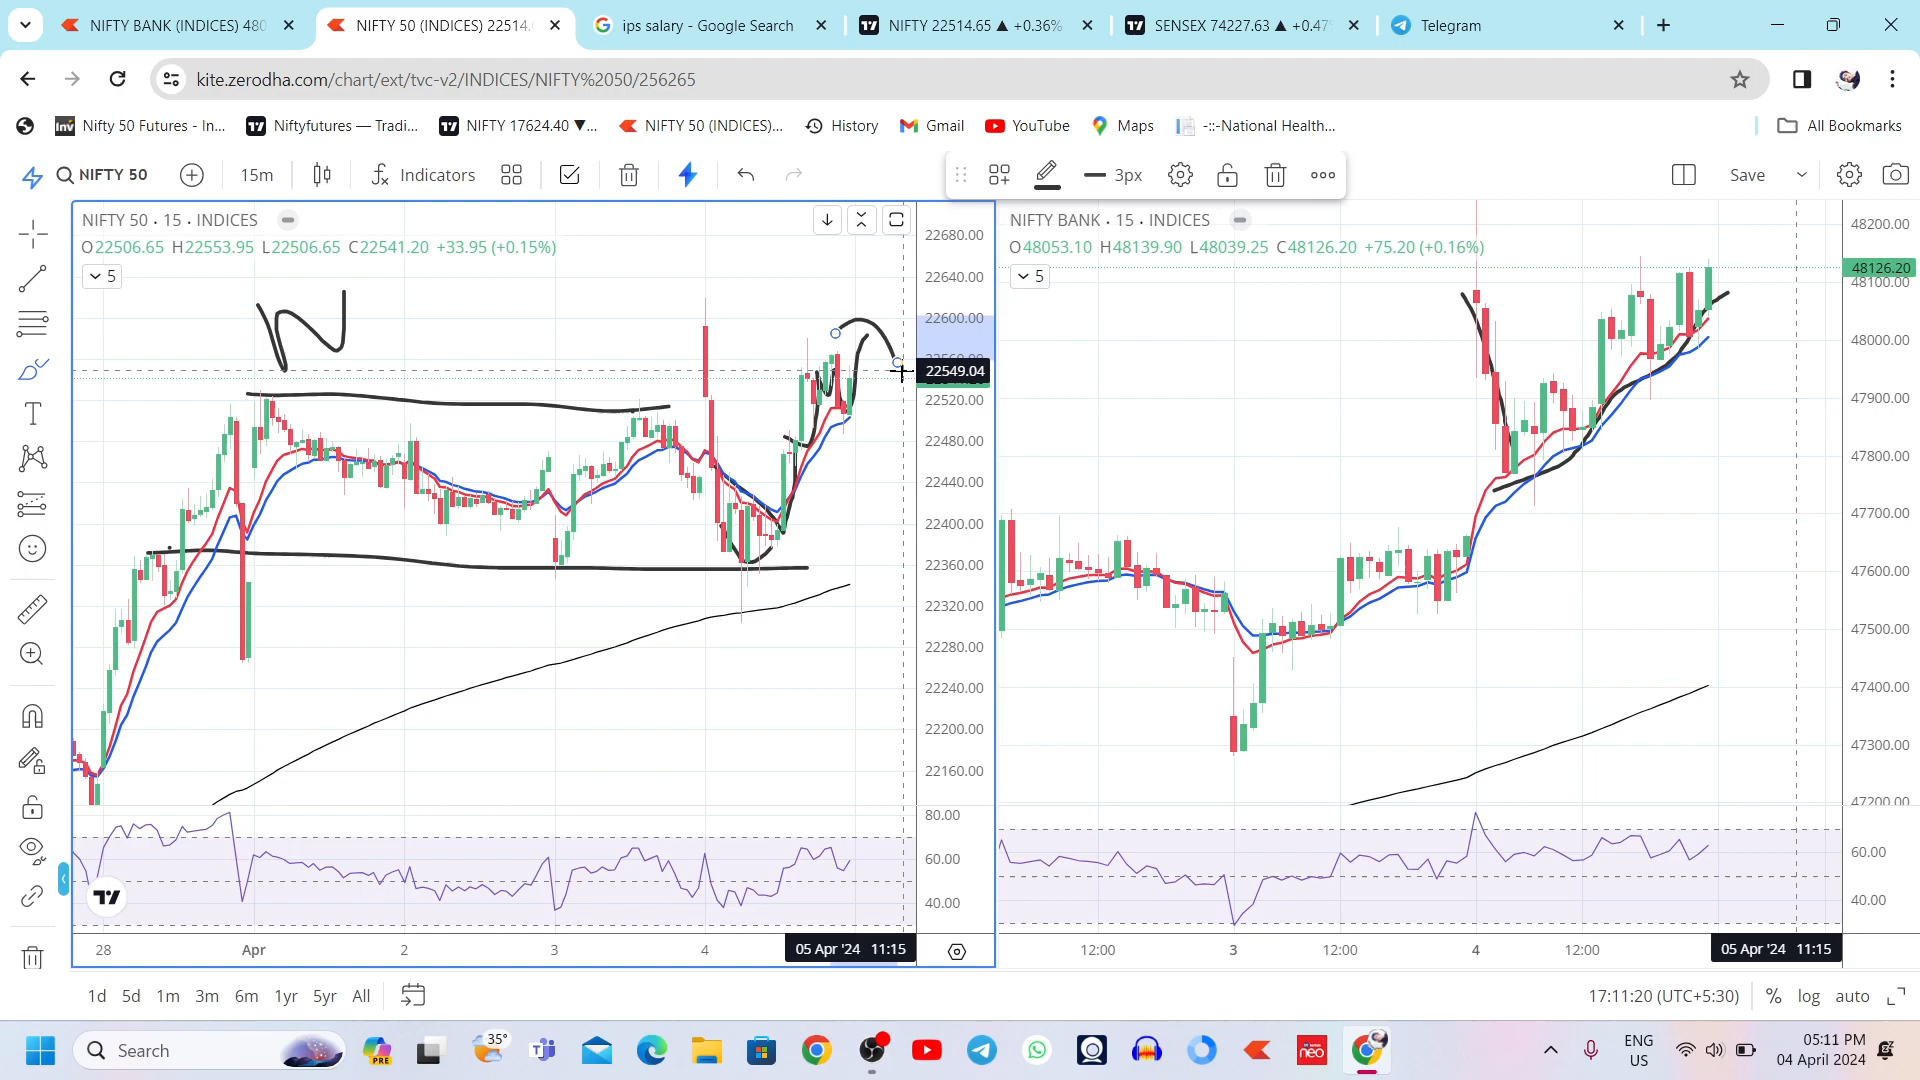 NIFTY BANK (INDICES) 480
NIFTY 50 (INDICES) 22514.
ips salary - Google Search
NIFTY 22514.65 ▲ +0.36%
SENSEX 74227.63 ▲ +0.47
Telegram
kite.zerodha.com/chart/ext/tvc-v2/INDICES/NIFTY%2050/256265
Inv Nifty 50 Futures - In...
Niftyfutures — Tradi...
NIFTY 17624.40 ▼...
NIFTY 50 (INDICES)...
History
Gmail
YouTube
Maps
-::-National Health...
All Bookmarks
NIFTY 50
15m
Indicators
3px
Save
NIFTY 50 · 15 · INDICES
O22506.65 H22553.95 L22506.65 C22541.20 +33.95 (+0.15%)
5
N
22680.00
22640.00
22600.00
22549.04
22520.00
22480.00
22440.00
22400.00
22360.00
22320.00
22280.00
22240.00
22200.00
22160.00
80.00
60.00
40.00
28 Apr 2 3 4 05 Apr '24 11:15
NIFTY BANK · 15 · INDICES
O48053.10 H48139.90 L48039.25 C48126.20 +75.20 (+0.16%)
5
48200.00
48126.20
48100.00
48000.00
47900.00
47800.00
47700.00
47600.00
47500.00
47400.00
47300.00
47200.00
60.00
40.00
12:00 3 12:00 4 12:00 05 Apr '24 11:15
1d 5d 1m 3m 6m 1yr 5yr All
17:11:20 (UTC+5:30) % log auto
Search
PRE
35°
neo
ENG
US
05:11 PM
04 April 2024